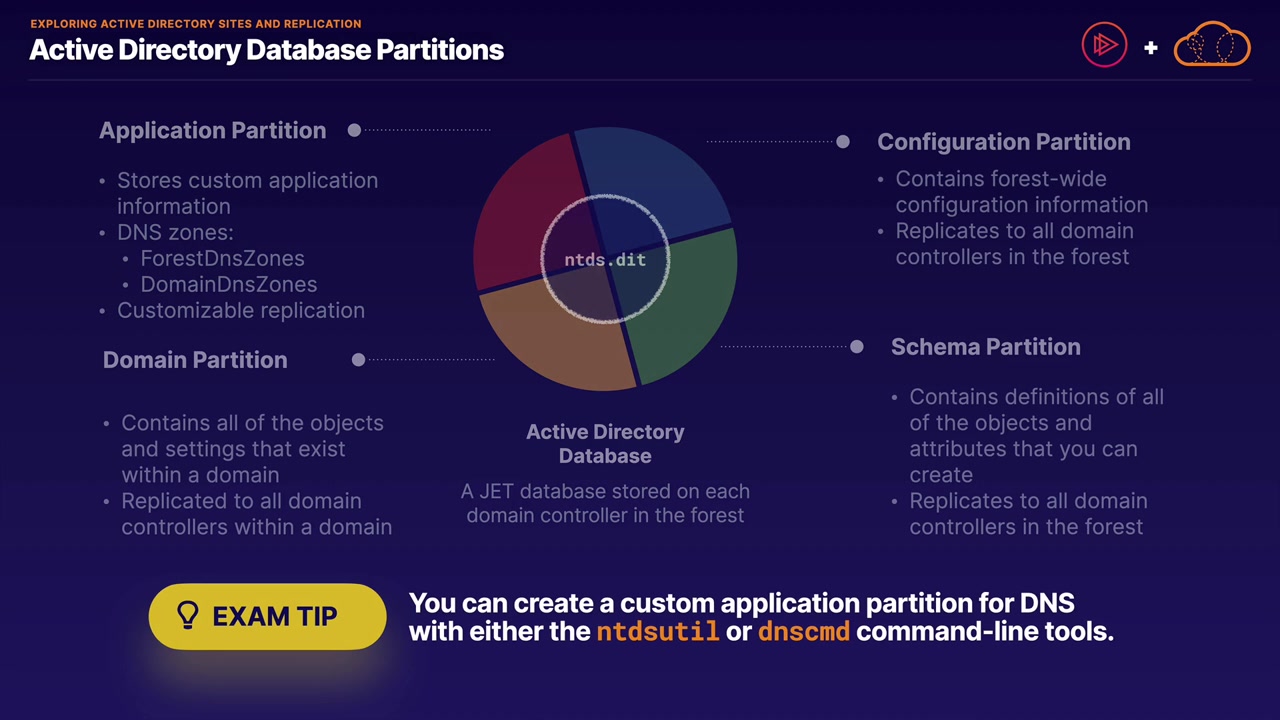 EXPLORING ACTIVE DIRECTORY SITES AND REPLICATION
Active Directory Database Partitions
+
Application Partition
• Stores custom application
information
• DNS zones:
• ForestDnsZones
• DomainDnsZones
• Customizable replication
Domain Partition
• Contains all of the objects
and settings that exist
within a domain
• Replicated to all domain
controllers within a domain
ntds.dit
Active Directory
Database
A JET database stored on each
domain controller in the forest
Configuration Partition
• Contains forest-wide
configuration information
• Replicates to all domain
controllers in the forest
Schema Partition
• Contains definitions of all
of the objects and
attributes that you can
create
• Replicates to all domain
controllers in the forest
EXAM TIP
You can create a custom application partition for DNS
with either the ntdsutil or dnscmd command-line tools.